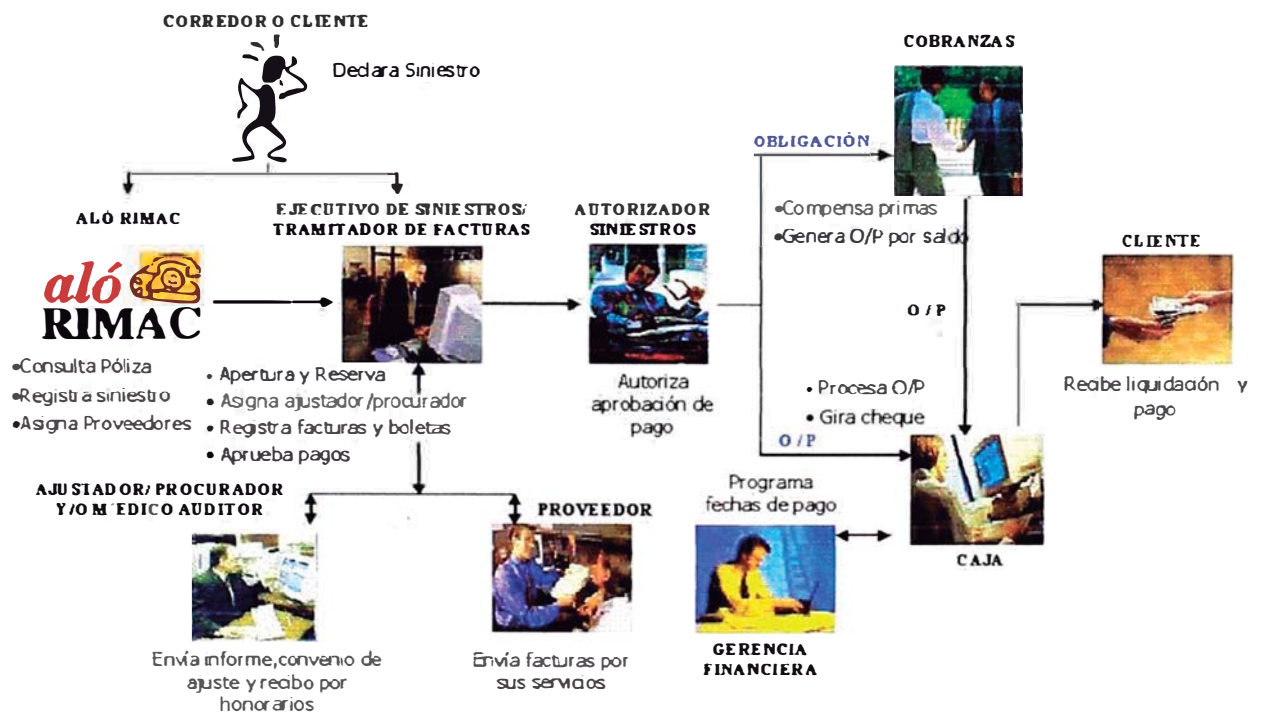 CORREDOR O CLIENTE
Declara Siniestro
COBRANZAS
OBLIGACIÓN
•Compensa primas
•Genera O/P por saldo
ALÓ RIMAC
EJECUTIVO DE SINIESTROS/
TRAMITADOR DE FACTURAS
AUTORIZADOR
SINIESTROS
CLIENTE
aló
RIMAC
O / P
•Consulta Póliza
•Registra siniestro
•Asigna Proveedores
• Apertura y Reserva
• Asigna ajustador/procurador
• Registra facturas y boletas
• Aprueba pagos
Autoriza
aprobación de
pago
• Procesa O/P
• Gira cheque
O / P
Recibe liquidación y
pago
AJUSTADOR/ PROCURADOR
Y/O MEDICO AUDITOR
PROVEEDOR
Programa
fechas de pago
CAJA
Envía informe,convenio de
ajuste y recibo por
honorarios
Envía facturas por
sus servicios
GERENCIA
FINANCIERA